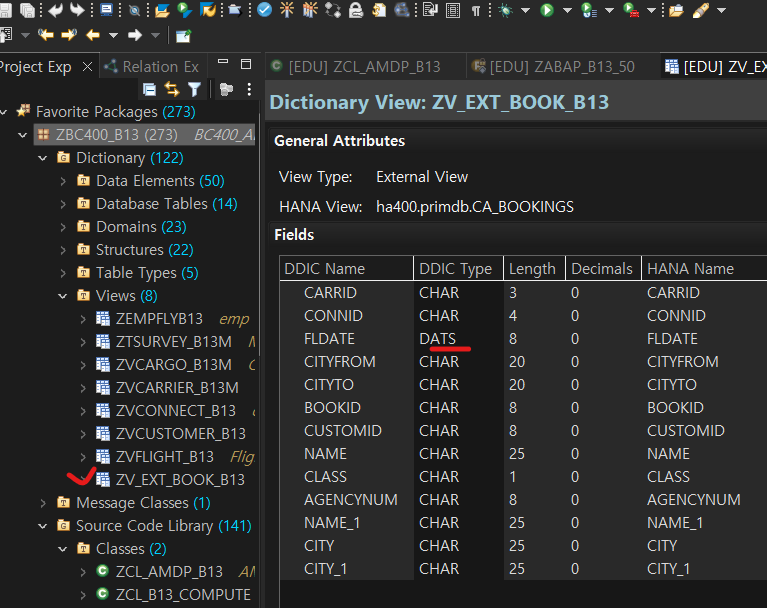 Project Exp
Relation Ex
[EDU] ZCL_AMDP_B13
[EDU] ZABAP_B13_50
[EDU] ZV_EX
Favorite Packages (273)
ZBC400_B13 (273) BC400_A
Dictionary (122)
Data Elements (50)
Database Tables (14)
Domains (23)
Structures (22)
Table Types (5)
Views (8)
ZEMPFLYB13 emp
ZTSURVEY_B13M
ZVCARGO_B13M
ZVCARRIER_B13M
ZVCONNECT_B13
ZVCUSTOMER_B13
ZVFLIGHT_B13 Flig
ZV_EXT_BOOK_B13
Message Classes (1)
Source Code Library (141)
Classes (2)
ZCL_AMDP_B13 AM
ZCL_B13_COMPUTE
Dictionary View: ZV_EXT_BOOK_B13
General Attributes
View Type: External View
HANA View: ha400.primdb.CA_BOOKINGS
Fields
DDIC Name DDIC Type Length Decimals HANA Name
CARRID CHAR 3 0 CARRID
CONNID CHAR 4 0 CONNID
FLDATE DATS 8 0 FLDATE
CITYFROM CHAR 20 0 CITYFROM
CITYTO CHAR 20 0 CITYTO
BOOKID CHAR 8 0 BOOKID
CUSTOMID CHAR 8 0 CUSTOMID
NAME CHAR 25 0 NAME
CLASS CHAR 1 0 CLASS
AGENCYNUM CHAR 8 0 AGENCYNUM
NAME_1 CHAR 25 0 NAME_1
CITY CHAR 25 0 CITY
CITY_1 CHAR 25 0 CITY_1